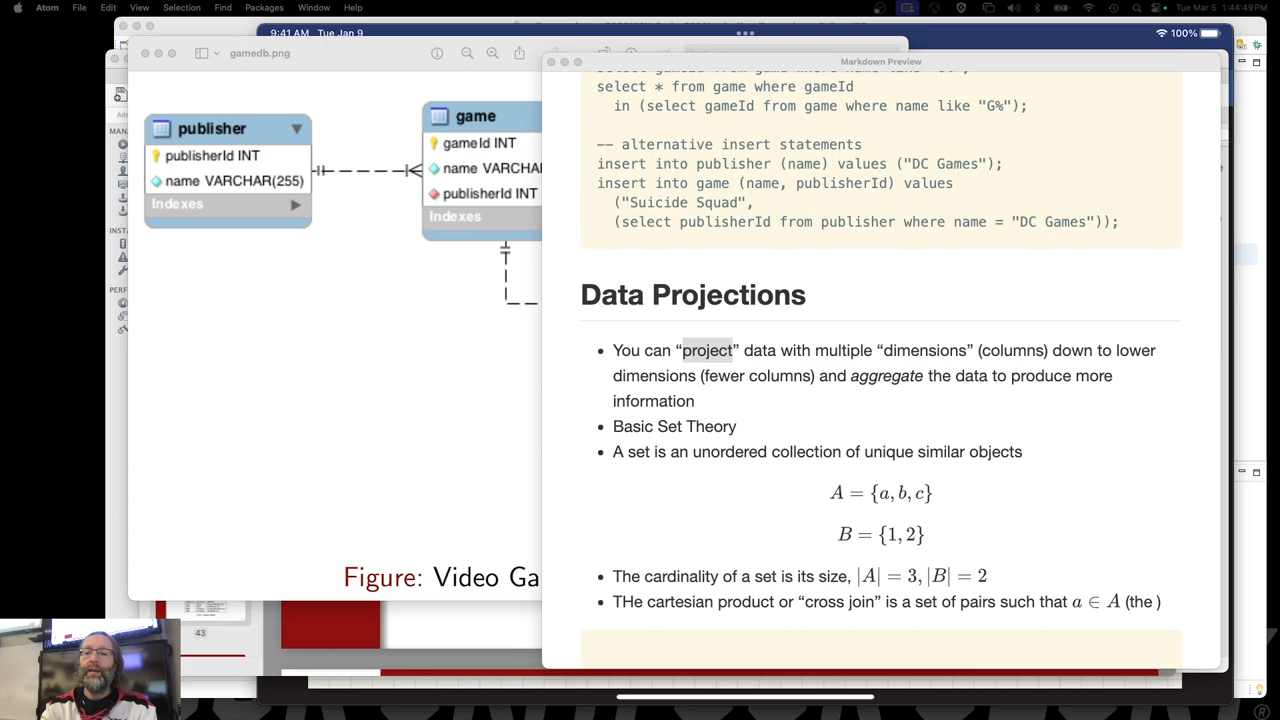 Atom File Edit View Selection Find Packages Window Help
Tue Mar 5 1:44:49 PM
9:41 AM Tue Jan 9
100%
gamedb.png
Markdown Preview
publisher
publisherId INT
name VARCHAR(255)
Indexes
game
gameId INT
name VARCHA
publisherId INT
Indexes
Figure: Video Ga
select * from game where gameId
in (select gameId from game where name like "G%");
-- alternative insert statements
insert into publisher (name) values ("DC Games");
insert into game (name, publisherId) values
("Suicide Squad",
(select publisherId from publisher where name = "DC Games"));
Data Projections
• You can “project” data with multiple “dimensions” (columns) down to lower
dimensions (fewer columns) and aggregate the data to produce more
information
• Basic Set Theory
• A set is an unordered collection of unique similar objects
A = {a, b, c}
B = {1, 2}
• The cardinality of a set is its size, |A| = 3, |B| = 2
• THe cartesian product or “cross join” is a set of pairs such that a ∈ A (the )
MANA
INSTA
PERF
43